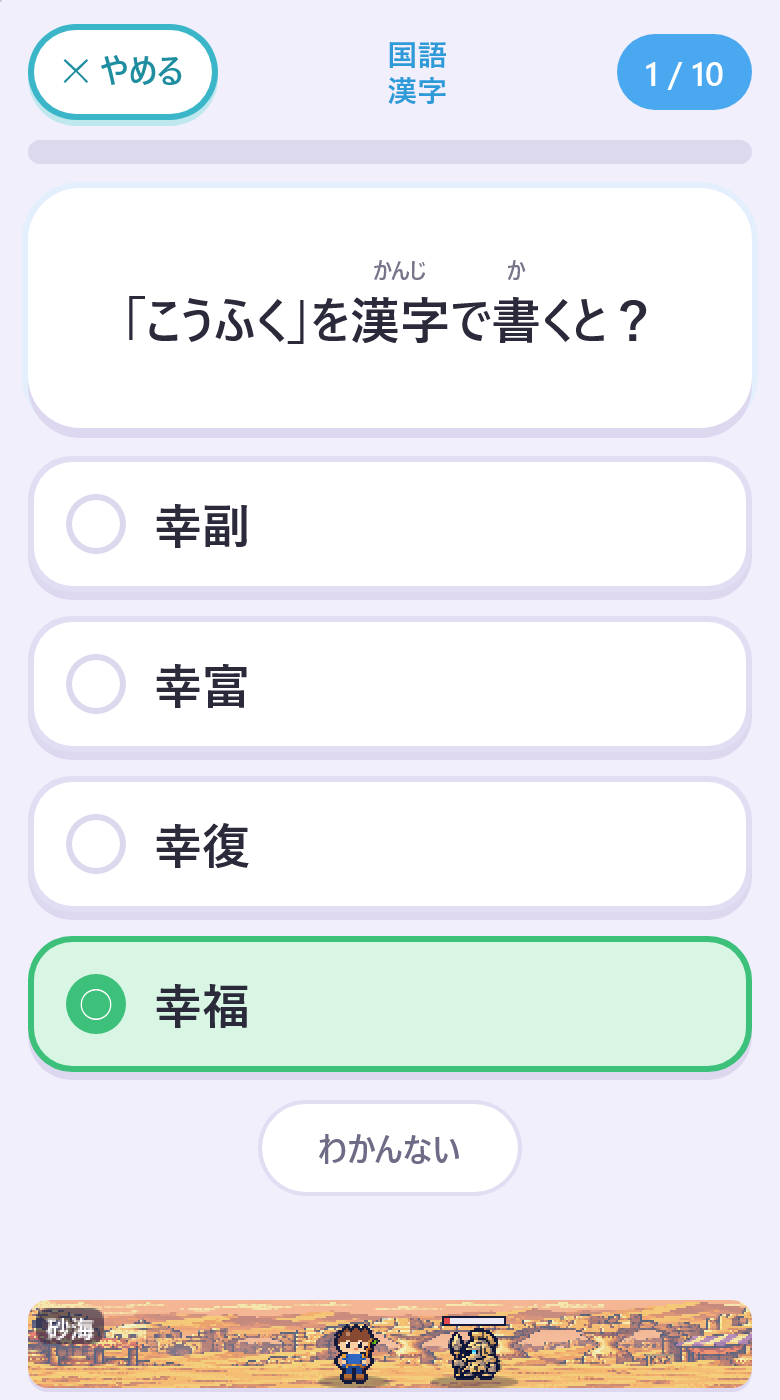 × やめる
国語
漢字
1 / 10
かんじ か
「こうふく」を漢字で書くと？
幸副
幸富
幸復
幸福
わかんない
砂海